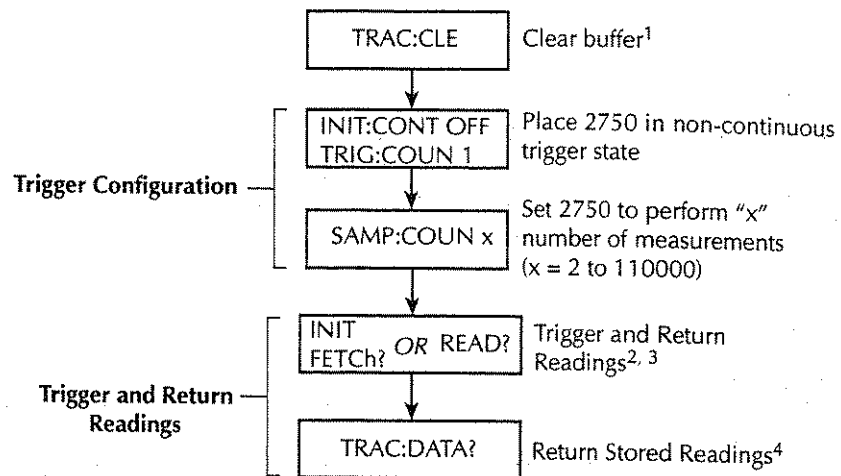 TRAC:CLE
Clear buffer1
Trigger Configuration
INIT:CONT OFF
TRIG:COUN 1
Place 2750 in non-continuous
trigger state
SAMP:COUN x
Set 2750 to perform “x”
number of measurements
(x = 2 to 110000)
Trigger and Return
Readings
INIT
FETCh?
OR READ?
Trigger and Return
Readings2, 3
TRAC:DATA?
Return Stored Readings4